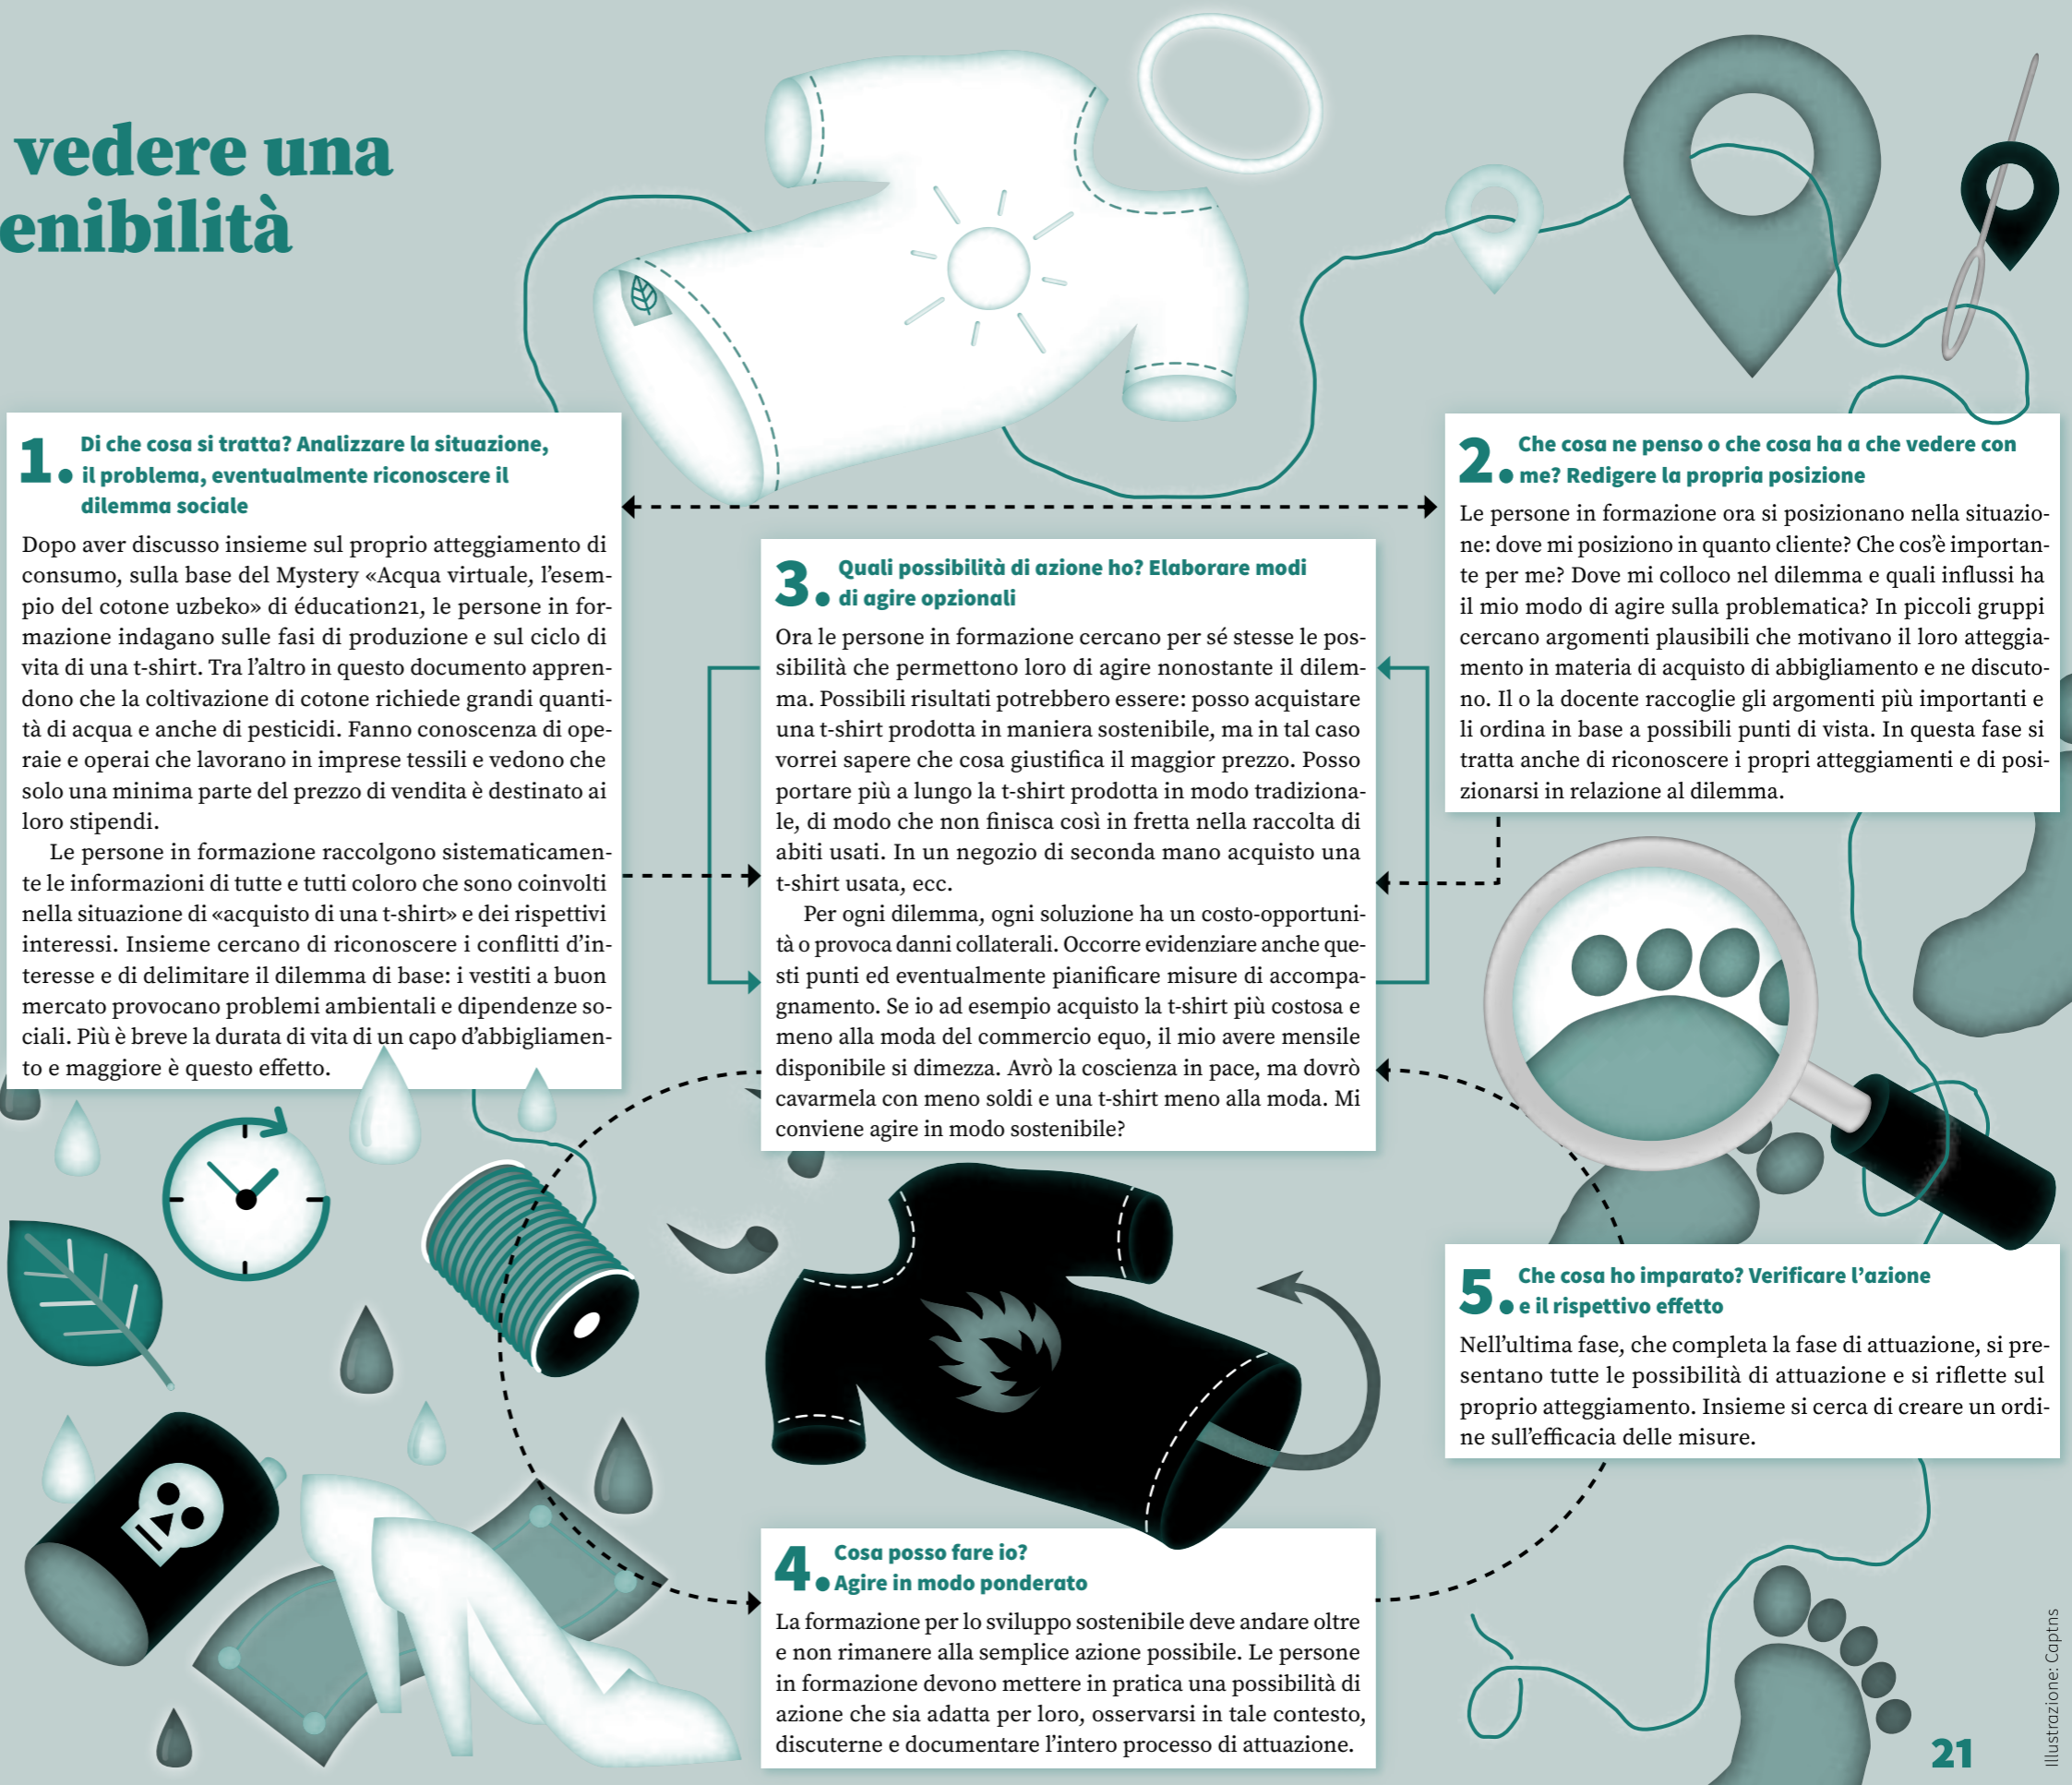 vedere una
enibilità
1. Di che cosa si tratta? Analizzare la situazione,
il problema, eventualmente riconoscere il
dilemma sociale
Dopo aver discusso insieme sul proprio atteggiamento di
consumo, sulla base del Mystery «Acqua virtuale, l’esem-
pio del cotone uzbeko» di éducation21, le persone in for-
mazione indagano sulle fasi di produzione e sul ciclo di
vita di una t-shirt. Tra l’altro in questo documento appren-
dono che la coltivazione di cotone richiede grandi quanti-
tà di acqua e anche di pesticidi. Fanno conoscenza di ope-
raie e operai che lavorano in imprese tessili e vedono che
solo una minima parte del prezzo di vendita è destinato ai
loro stipendi.
Le persone in formazione raccolgono sistematicamen-
te le informazioni di tutte e tutti coloro che sono coinvolti
nella situazione di «acquisto di una t-shirt» e dei rispettivi
interessi. Insieme cercano di riconoscere i conflitti d’in-
teresse e di delimitare il dilemma di base: i vestiti a buon
mercato provocano problemi ambientali e dipendenze so-
ciali. Più è breve la durata di vita di un capo d’abbigliamen-
to e maggiore è questo effetto.
2. Che cosa ne penso o che cosa ha a che vedere con
me? Redigere la propria posizione
Le persone in formazione ora si posizionano nella situazio-
ne: dove mi posiziono in quanto cliente? Che cos’è importan-
te per me? Dove mi colloco nel dilemma e quali influssi ha
il mio modo di agire sulla problematica? In piccoli gruppi
cercano argomenti plausibili che motivano il loro atteggia-
mento in materia di acquisto di abbigliamento e ne discuto-
no. Il o la docente raccoglie gli argomenti più importanti e
li ordina in base a possibili punti di vista. In questa fase si
tratta anche di riconoscere i propri atteggiamenti e di posi-
zionarsi in relazione al dilemma.
3. Quali possibilità di azione ho? Elaborare modi
di agire opzionali
Ora le persone in formazione cercano per sé stesse le pos-
sibilità che permettono loro di agire nonostante il dilem-
ma. Possibili risultati potrebbero essere: posso acquistare
una t-shirt prodotta in maniera sostenibile, ma in tal caso
vorrei sapere che cosa giustifica il maggior prezzo. Posso
portare più a lungo la t-shirt prodotta in modo tradiziona-
le, di modo che non finisca così in fretta nella raccolta di
abiti usati. In un negozio di seconda mano acquisto una
t-shirt usata, ecc.
Per ogni dilemma, ogni soluzione ha un costo-opportuni-
tà o provoca danni collaterali. Occorre evidenziare anche que-
sti punti ed eventualmente pianificare misure di accompa-
gnamento. Se io ad esempio acquisto la t-shirt più costosa e
meno alla moda del commercio equo, il mio avere mensile
disponibile si dimezza. Avrò la coscienza in pace, ma dovrò
cavarmela con meno soldi e una t-shirt meno alla moda. Mi
conviene agire in modo sostenibile?
4. Cosa posso fare io?
Agire in modo ponderato
La formazione per lo sviluppo sostenibile deve andare oltre
e non rimanere alla semplice azione possibile. Le persone
in formazione devono mettere in pratica una possibilità di
azione che sia adatta per loro, osservarsi in tale contesto,
discuterne e documentare l’intero processo di attuazione.
5. Che cosa ho imparato? Verificare l’azione
e il rispettivo effetto
Nell’ultima fase, che completa la fase di attuazione, si pre-
sentano tutte le possibilità di attuazione e si riflette sul
proprio atteggiamento. Insieme si cerca di creare un ordi-
ne sull’efficacia delle misure.
21
Illustrazione: Captns